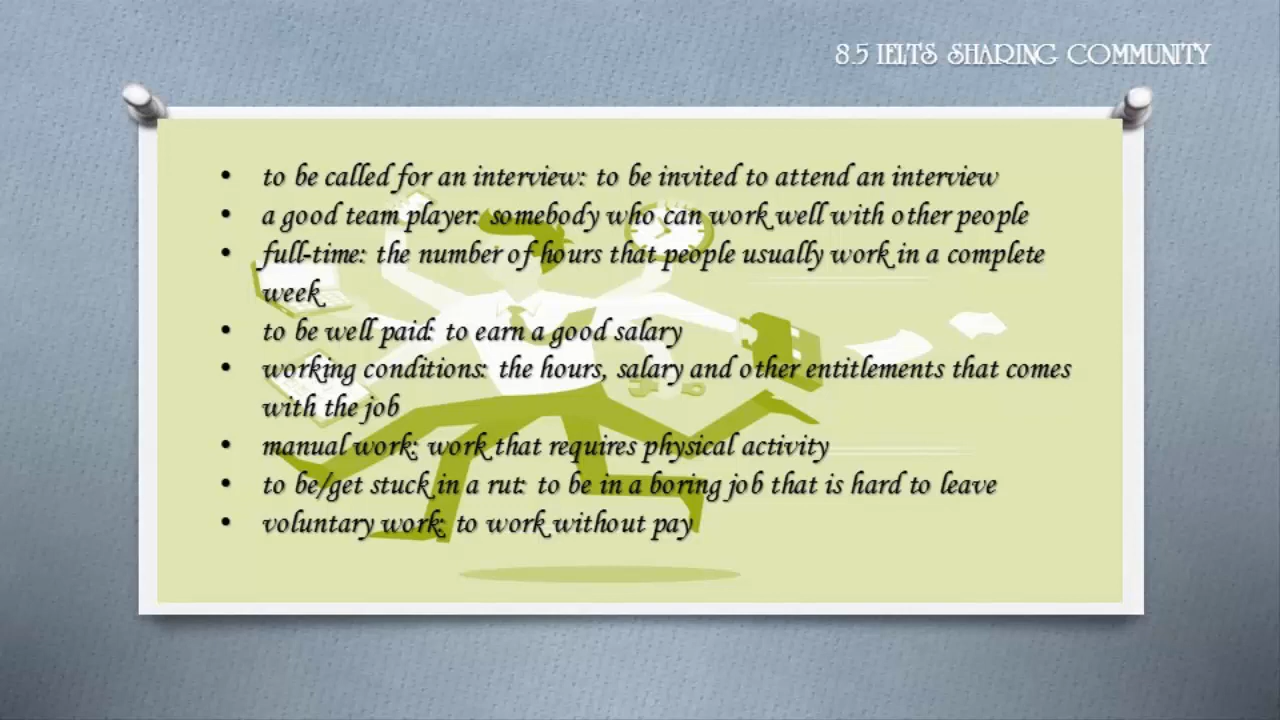 8.5 IELTS SHARING COMMUNITY
• to be called for an interview: to be invited to attend an interview
• a good team player: somebody who can work well with other people
• full-time: the number of hours that people usually work in a complete
week
• to be well paid: to earn a good salary
• working conditions: the hours, salary and other entitlements that comes
with the job
• manual work: work that requires physical activity
• to be/get stuck in a rut: to be in a boring job that is hard to leave
• voluntary work: to work without pay